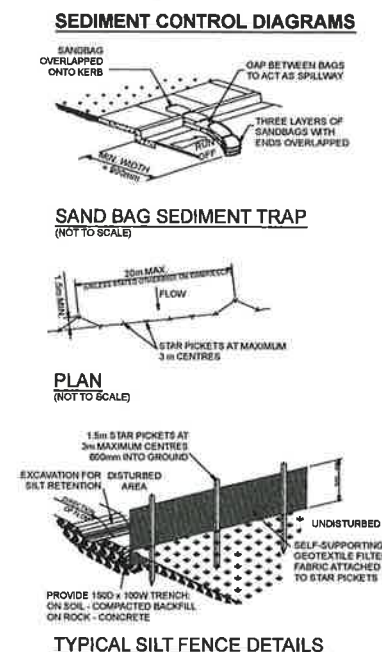 SEDIMENT CONTROL DIAGRAMS
SANDBAG
OVERLAPPED
ONTO KERB
GAP BETWEEN BAGS
TO ACT AS SPILLWAY
THREE LAYERS OF
SANDBAGS WITH
ENDS OVERLAPPED
RUN
OFF
MIN. WIDTH
SAND BAG SEDIMENT TRAP
(NOT TO SCALE)
20m MAX.
(UNLESS STATED OTHERWISE ON
1.5m MIN.
FLOW
STAR PICKETS AT MAXIMUM
3 m CENTRES
PLAN
(NOT TO SCALE)
1.5m STAR PICKETS AT
3m MAXIMUM CENTRES
600mm INTO GROUND
EXCAVATION FOR
SILT RETENTION
DISTURBED
AREA
UNDISTURBED
SELF-SUPPORTING
GEOTEXTILE FILTER
FABRIC ATTACHED
TO STAR PICKETS
PROVIDE 150D x 100W TRENCH:
ON SOIL - COMPACTED BACKFILL
ON ROCK - CONCRETE
TYPICAL SILT FENCE DETAILS